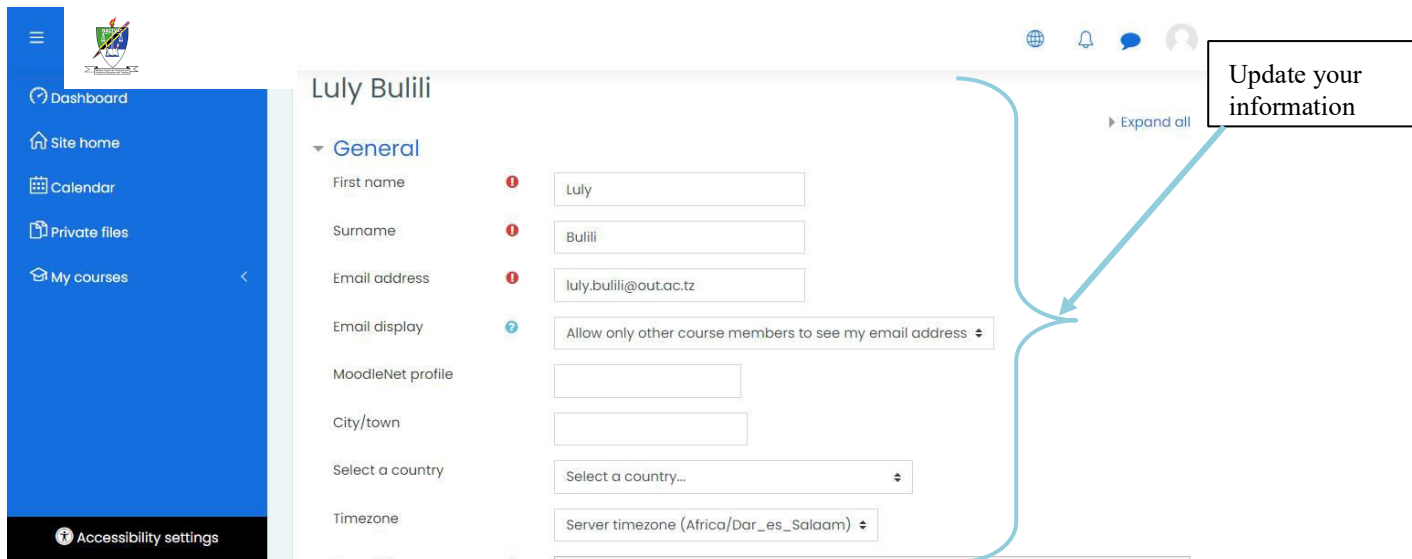 Update your
information
Dashboard
Site home
Calendar
Private files
My courses
Accessibility settings
Luly Bulili
Expand all
General
First name
Luly
Surname
Bulili
Email address
luly.bulili@out.ac.tz
Email display
Allow only other course members to see my email address
MoodleNet profile
City/town
Select a country
Select a country...
Timezone
Server timezone (Africa/Dar_es_Salaam)